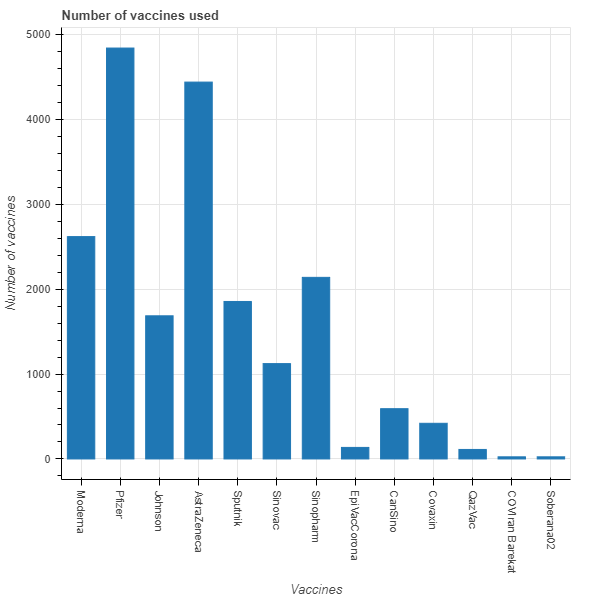 Number of vaccines used
5000
4000
3000
2000
1000
0
Number of vaccines
Moderna
Pfizer
Johnson
AstraZeneca
Sputnik
Sinovac
Sinopharm
EpiVacCorona
CanSino
Covaxin
QazVac
COVIran Barekat
Soberana02
Vaccines